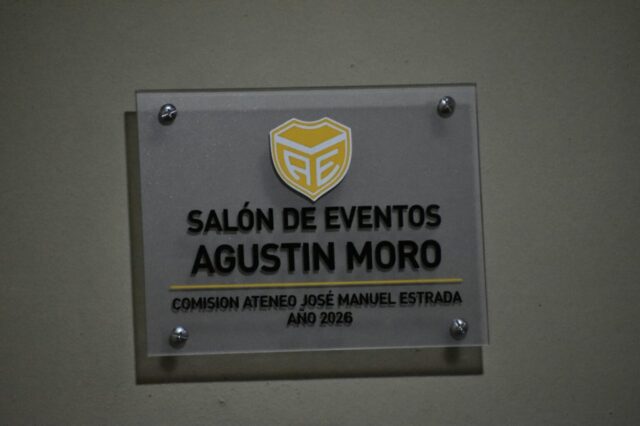 AE
SALÓN DE EVENTOS
AGUSTIN MORO
COMISION ATENEO JOSÉ MANUEL ESTRADA
AÑO 2026